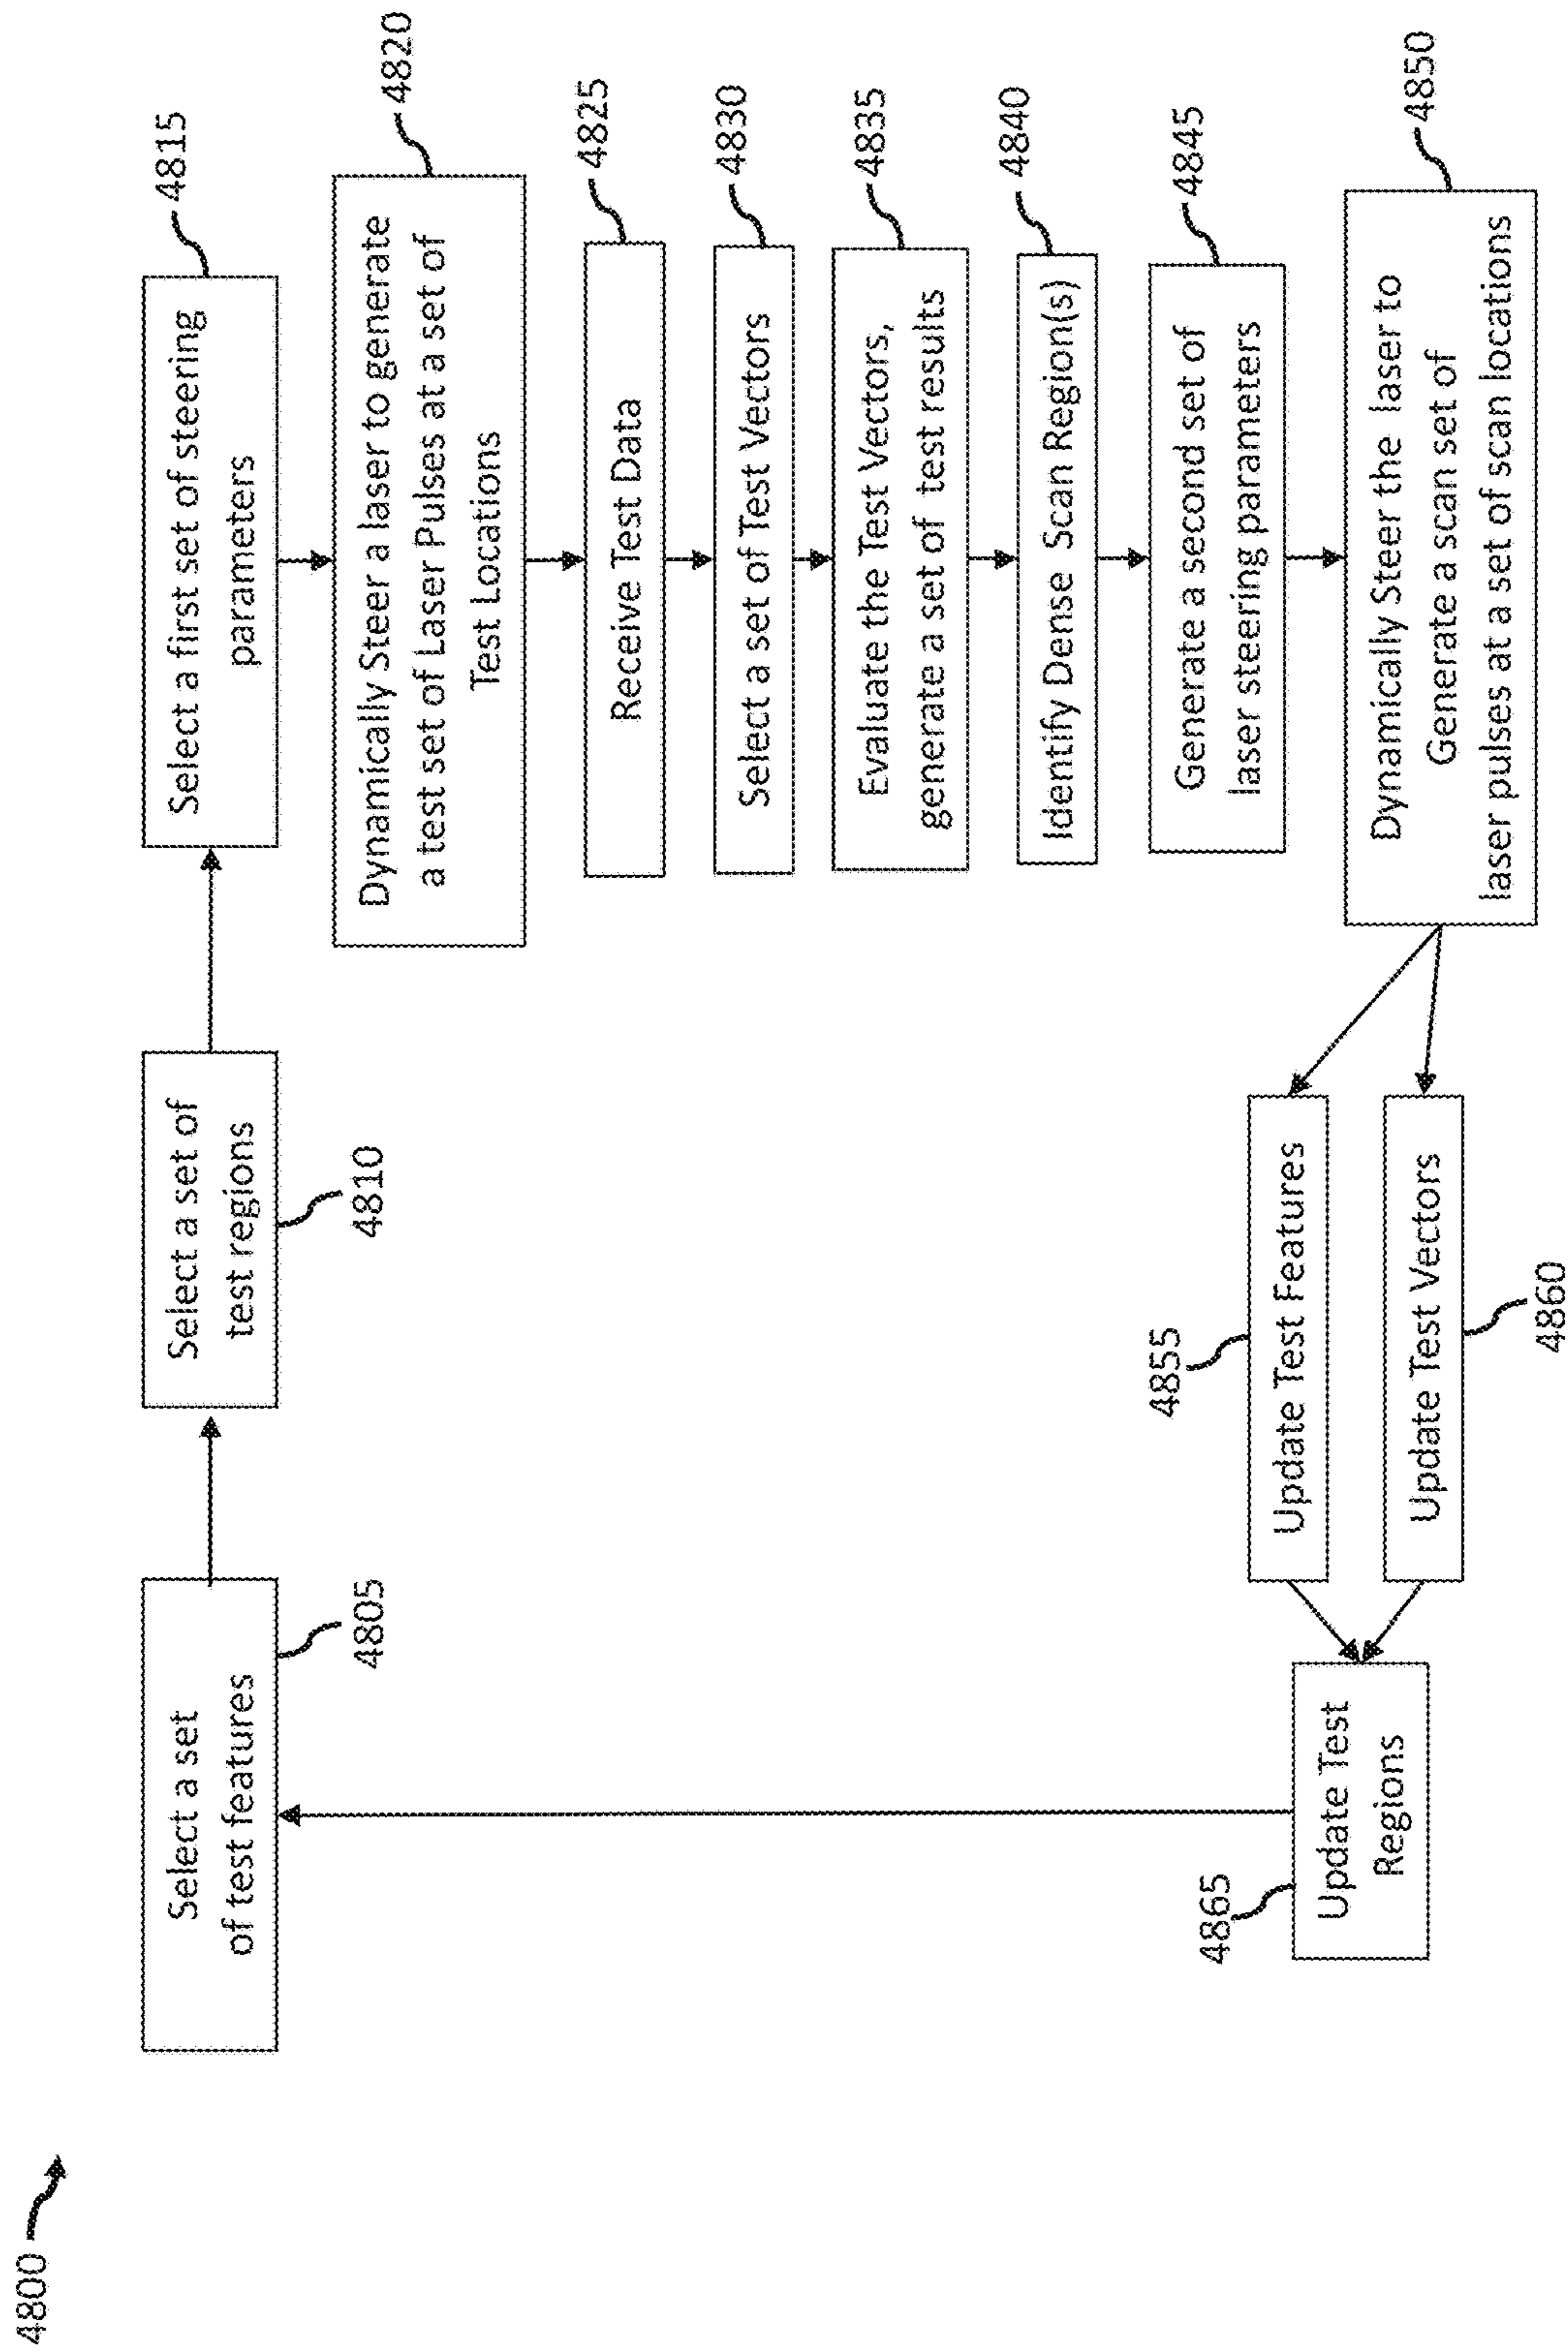 4800
Select a set
of test features
4805
Select a set of
test regions
4810
Select a first set of steering
parameters
4815
Dynamically Steer a laser to generate
a test set of Laser Pulses at a set of
Test Locations
4820
Receive Test Data
4825
Select a set of Test Vectors
4830
Evaluate the Test Vectors,
generate a set of test results
4835
Identify Dense Scan Region(s)
4840
Generate a second set of
laser steering parameters
4845
Dynamically Steer the laser to
Generate a scan set of
laser pulses at a set of scan locations
4850
4855
Update Test Features
Update Test Vectors
4860
4865
Update Test
Regions